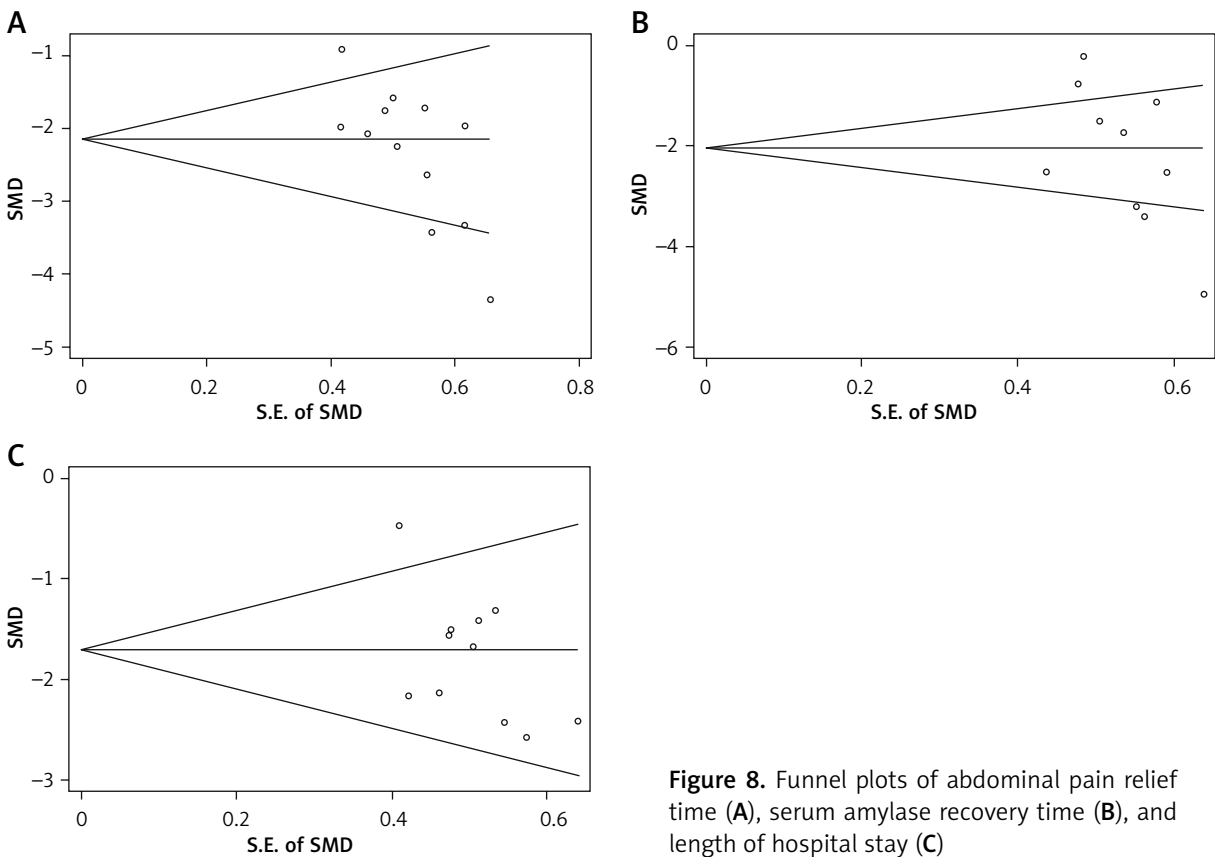 A
SMD
−1
−2
−3
−4
−5
0 0.2 0.4 0.6 0.8
S.E. of SMD
B
SMD
0
−2
−4
−6
0 0.2 0.4 0.6
S.E. of SMD
C
SMD
0
−1
−2
−3
0 0.2 0.4 0.6
S.E. of SMD
Figure 8. Funnel plots of abdominal pain relief
time (A), serum amylase recovery time (B), and
length of hospital stay (C)